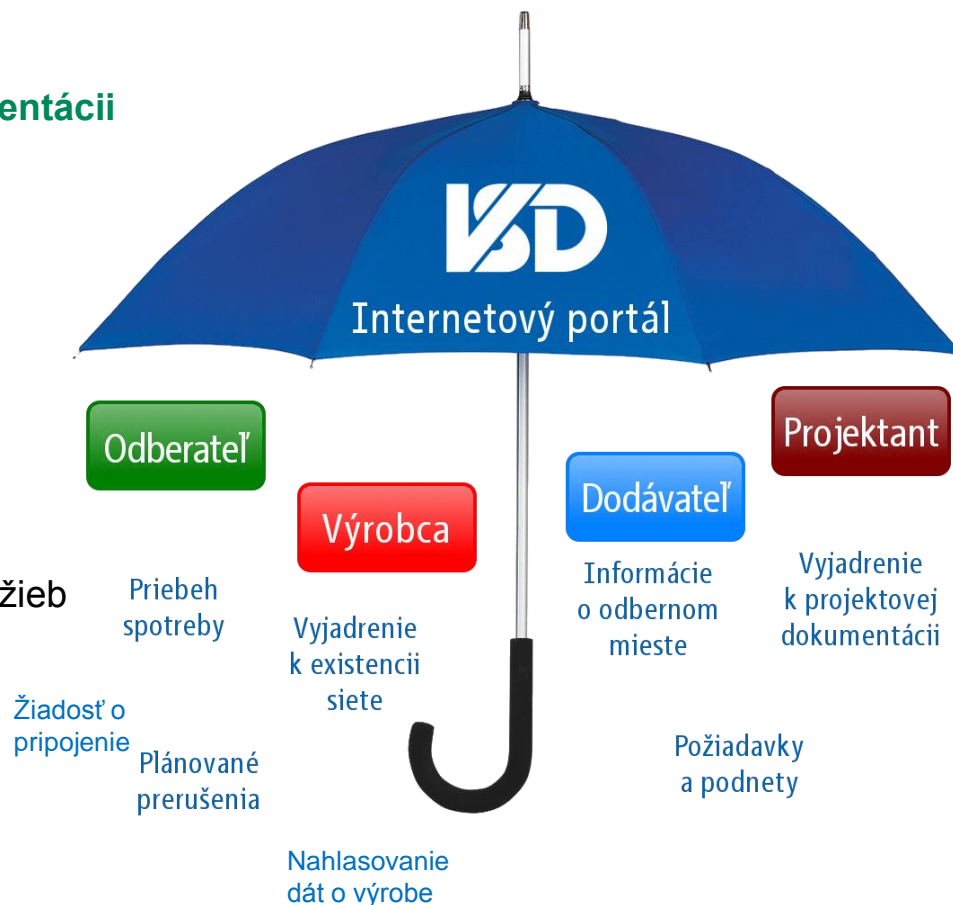 entácii
VSD
Internetový portál
Odberateľ
Výrobca
Dodávateľ
Projektant
žieb
Priebeh
spotreby
Vyjadrenie
k existencii
siete
Informácie
o odbernom
mieste
Vyjadrenie
k projektovej
dokumentácii
Žiadosť o
pripojenie
Plánované
prerušenia
Požiadavky
a podnety
Nahlasovanie
dát o výrobe